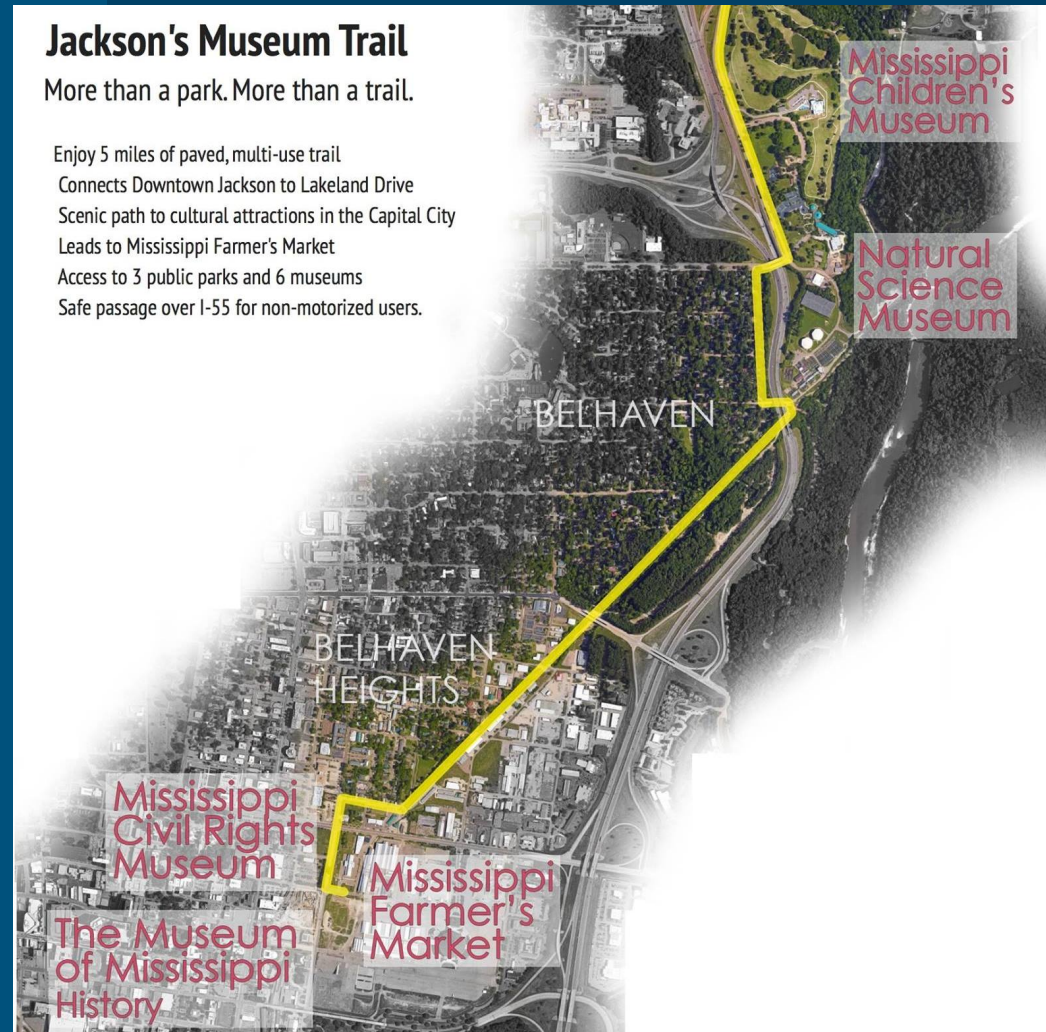 Jackson's Museum Trail
More than a park. More than a trail.
Enjoy 5 miles of paved, multi-use trail
Connects Downtown Jackson to Lakeland Drive
Scenic path to cultural attractions in the Capital City
Leads to Mississippi Farmer's Market
Access to 3 public parks and 6 museums
Safe passage over I-55 for non-motorized users.
Mississippi
Children's
Museum
Natural
Science
Museum
BELHAVEN
BELHAVEN
HEIGHTS
Mississippi
Civil Rights
Museum
Mississippi
Farmer's
Market
The Museum
of Mississippi
History